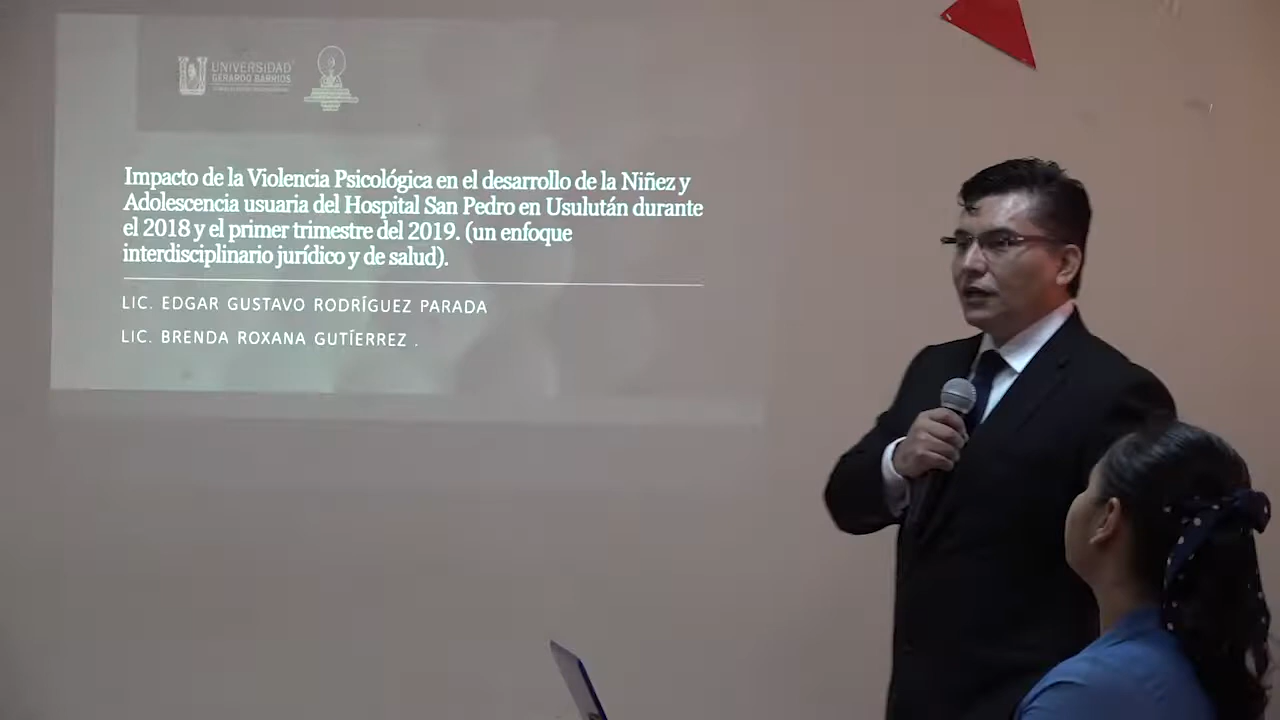 UNIVERSIDAD
GERARDO BARRIOS
Impacto de la Violencia Psicológica en el desarrollo de la Niñez y
Adolescencia usuaria del Hospital San Pedro en Usulután durante
el 2018 y el primer trimestre del 2019. (un enfoque
interdisciplinario jurídico y de salud).
LIC. EDGAR GUSTAVO RODRÍGUEZ PARADA
LIC. BRENDA ROXANA GUTÍERREZ .